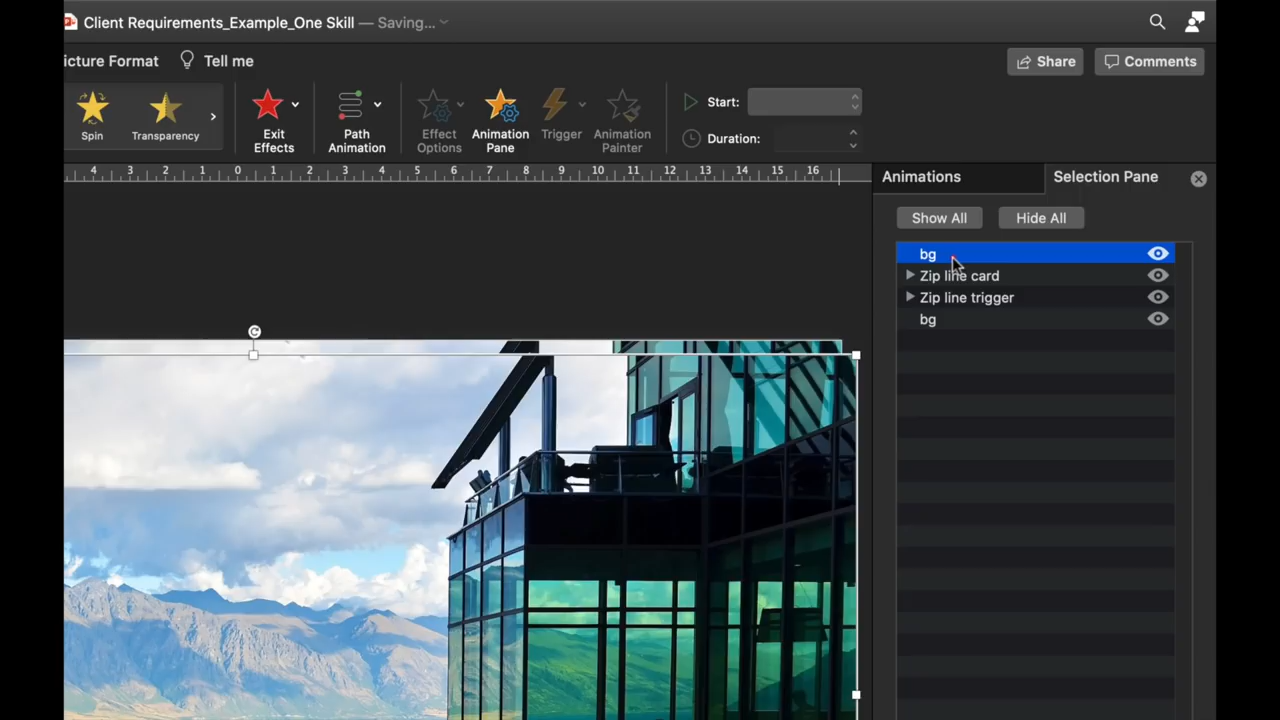 Client Requirements_Example_One Skill — Saving...
icture Format
Tell me
Share
Comments
Spin
Transparency
Exit
Effects
Path
Animation
Effect
Options
Animation
Pane
Trigger
Animation
Painter
Start:
Duration:
4 3 2 1 0 1 2 3 4 5 6 7 8 9 10 11 12 13 14 15 16
Animations
Selection Pane
Show All
Hide All
bg
Zip line card
Zip line trigger
bg